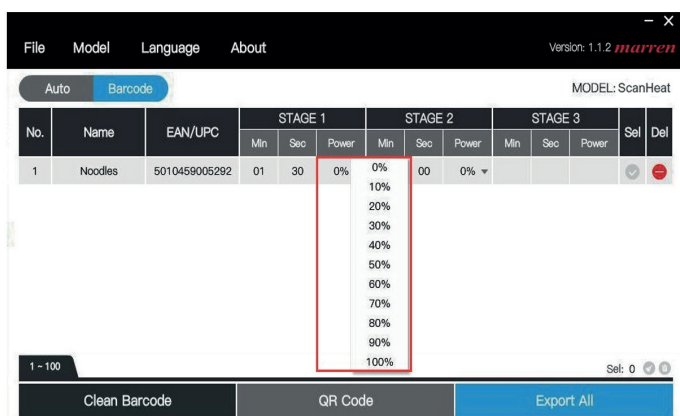 File Model Language About Version: 1.1.2 marren
Auto Barcode MODEL: ScanHeat
No. Name EAN/UPC STAGE 1 STAGE 2 STAGE 3 Sel Del
Min Sec Power Min Sec Power Min Sec Power
1 Noodles 5010459005292 01 30 0% 0% 00 0%
10%
20%
30%
40%
50%
60%
70%
80%
90%
100%
1 ~ 100 Sel: 0
Clean Barcode QR Code Export All